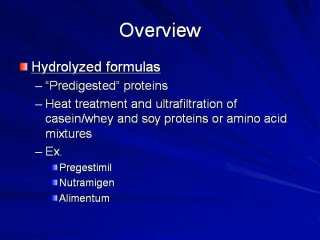 Overview
Hydrolyzed formulas
– “Predigested” proteins
– Heat treatment and ultrafiltration of
casein/whey and soy proteins or amino acid
mixtures
– Ex.
Pregestimil
Nutramigen
Alimentum